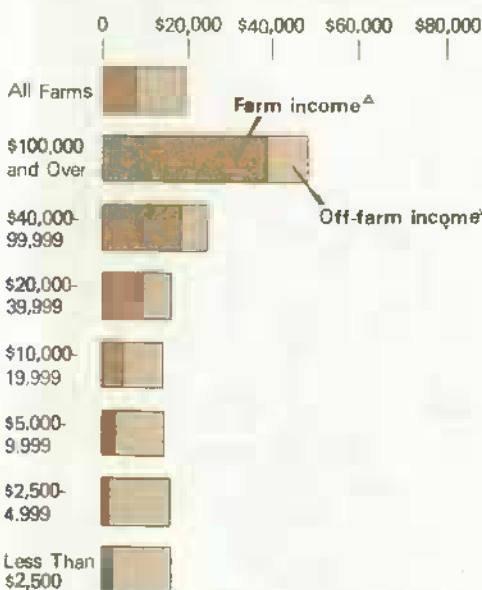 0 $20,000 $40,000 $60,000 $80,000
All Farms
Farm income△
$100,000
and Over
Off-farm income
$40,000-
99,999
$20,000-
39,999
$10,000-
19,999
$5,000-
9,999
$2,500-
4,999
Less Than
$2,500